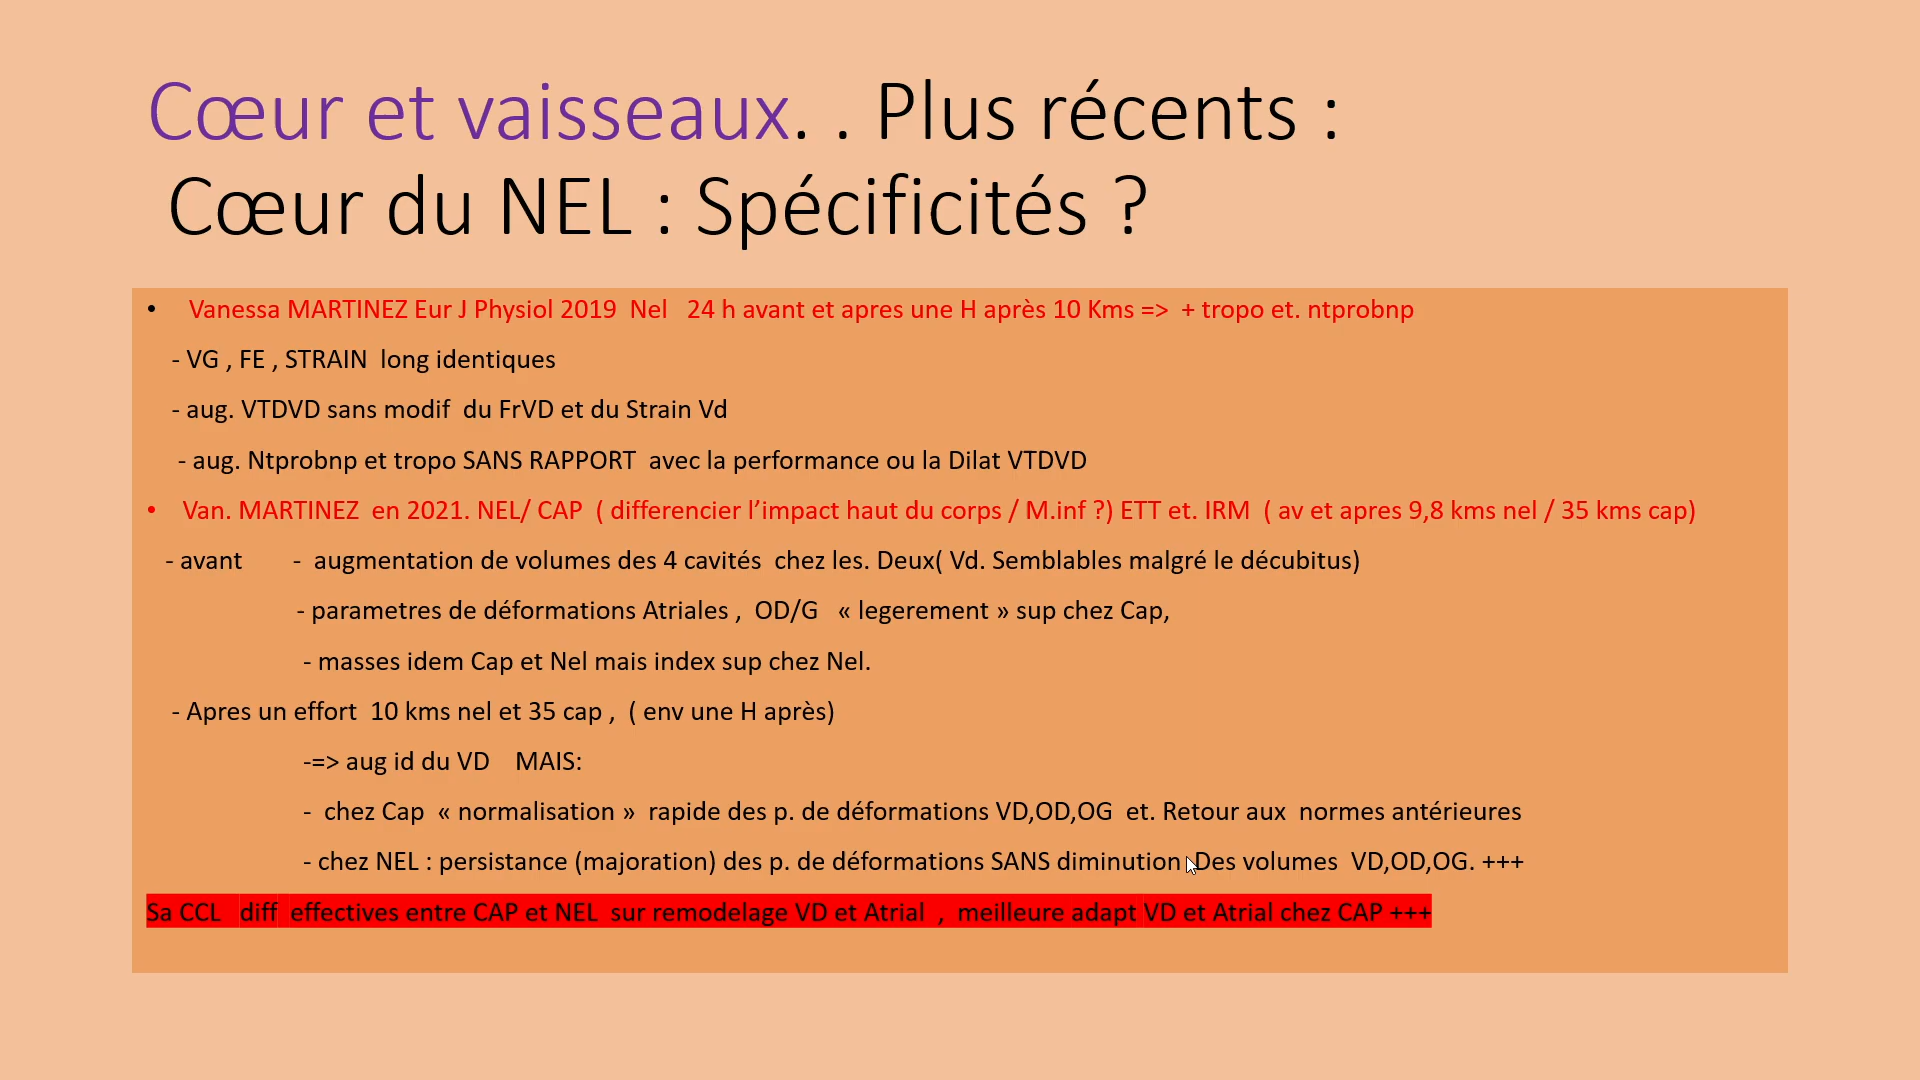 Cœur et vaisseaux. . Plus récents :
Cœur du NEL : Spécificités ?
• Vanessa MARTINEZ Eur J Physiol 2019 Nel 24 h avant et apres une H après 10 Kms => + tropo et. ntprobnp
- VG , FE , STRAIN long identiques
- aug. VTDVD sans modif du FrVD et du Strain Vd
- aug. Ntprobnp et tropo SANS RAPPORT avec la performance ou la Dilat VTDVD
• Van. MARTINEZ en 2021. NEL/ CAP ( differencier l’impact haut du corps / M.inf ?) ETT et. IRM ( av et apres 9,8 kms nel / 35 kms cap)
- avant - augmentation de volumes des 4 cavités chez les. Deux( Vd. Semblables malgré le décubitus)
- parametres de déformations Atriales , OD/G « legerement » sup chez Cap,
- masses idem Cap et Nel mais index sup chez Nel.
- Apres un effort 10 kms nel et 35 cap , ( env une H après)
-=> aug id du VD MAIS:
- chez Cap « normalisation » rapide des p. de déformations VD,OD,OG et. Retour aux normes antérieures
- chez NEL : persistance (majoration) des p. de déformations SANS diminution Des volumes VD,OD,OG. +++
Sa CCL diff effectives entre CAP et NEL sur remodelage VD et Atrial , meilleure adapt VD et Atrial chez CAP +++